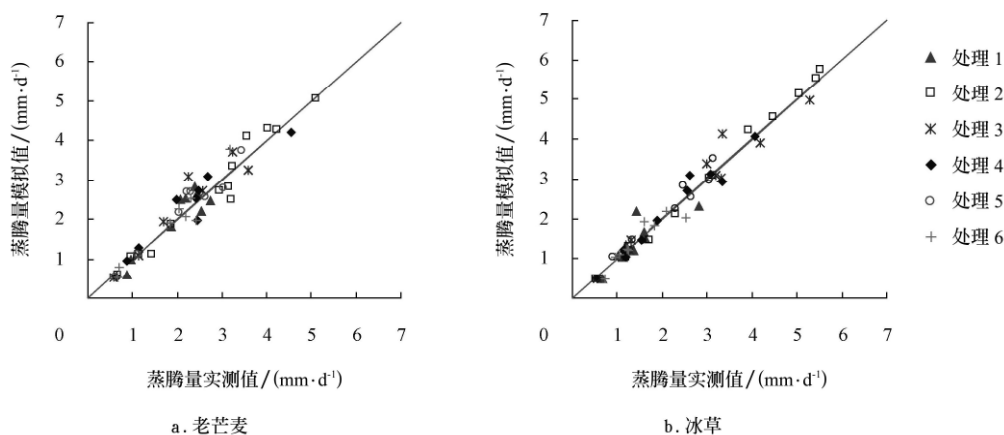 7
6
5
4
3
2
1
0
1 2 3 4 5 6 7
蒸腾量模拟值/(mm·d⁻¹)
蒸腾量实测值/(mm·d⁻¹)
a.老芒麦
7
6
5
4
3
2
1
0
1 2 3 4 5 6 7
蒸腾量模拟值/(mm·d⁻¹)
蒸腾量实测值/(mm·d⁻¹)
b.冰草
处理 1
处理 2
处理 3
处理 4
处理 5
处理 6